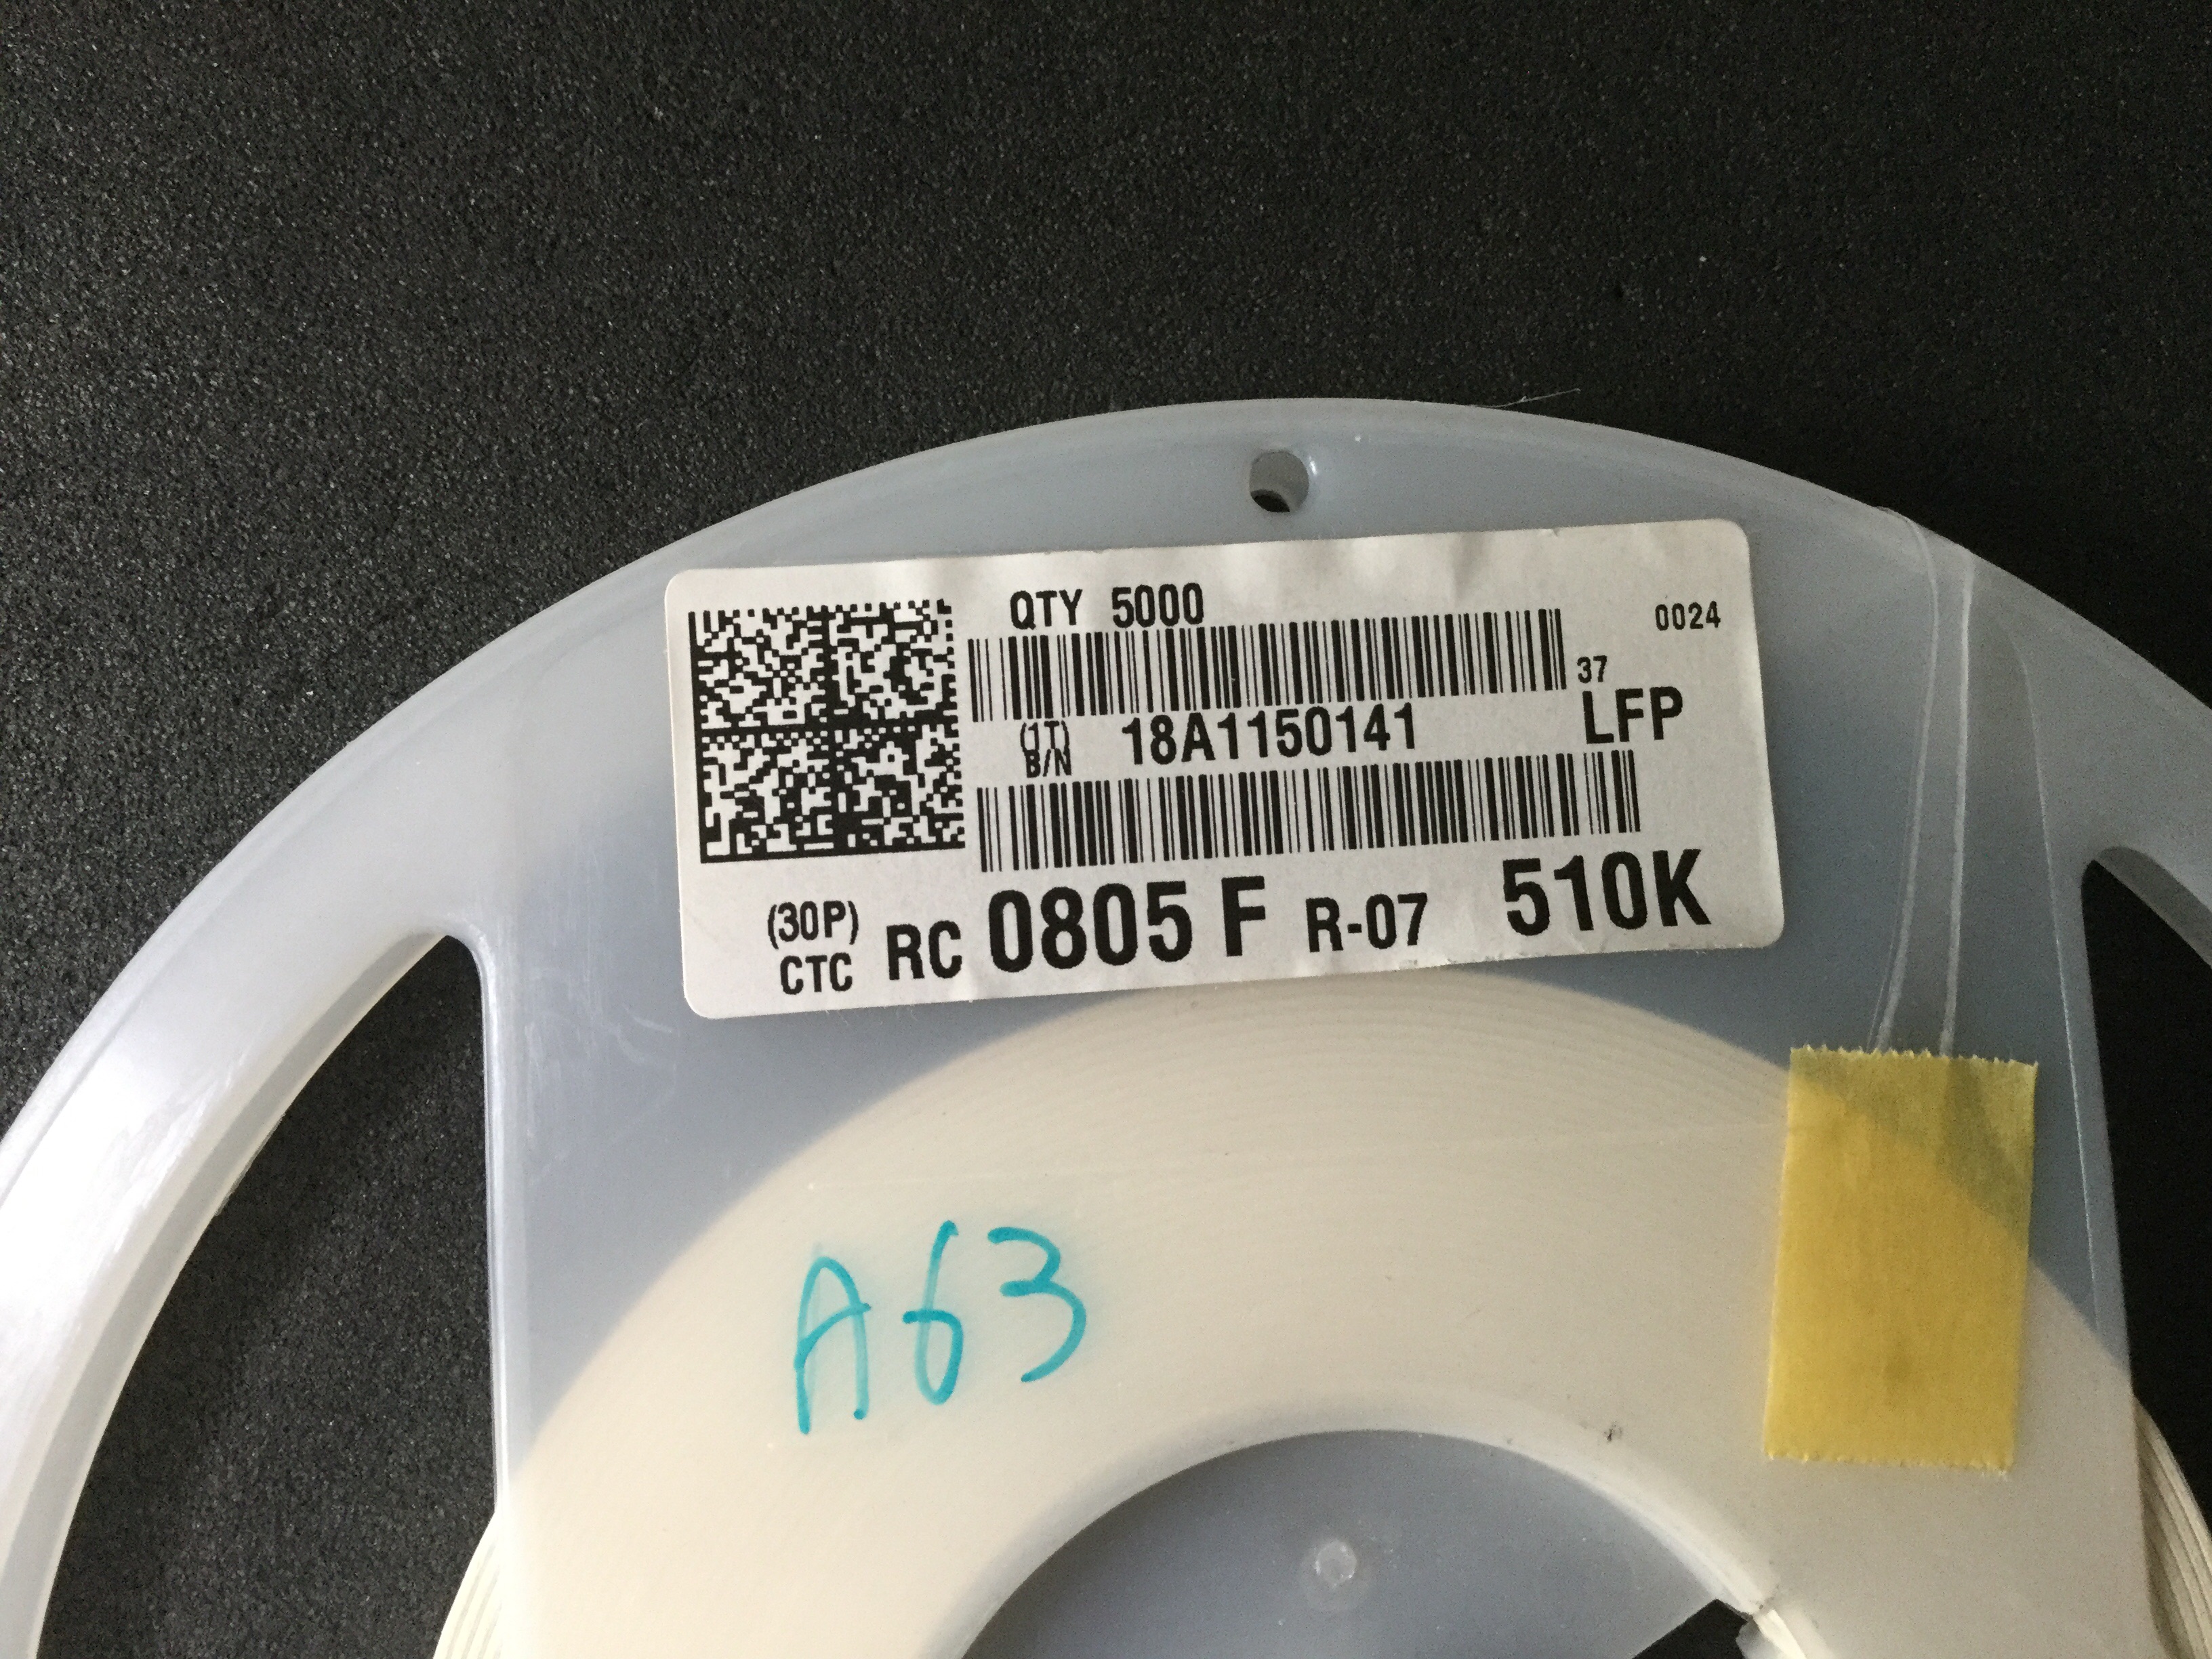 QTY 5000
0024
37
(1T) 18A1150141 LFP
B/N
(30P) RC 0805 F R-07 510K
CTC
A63